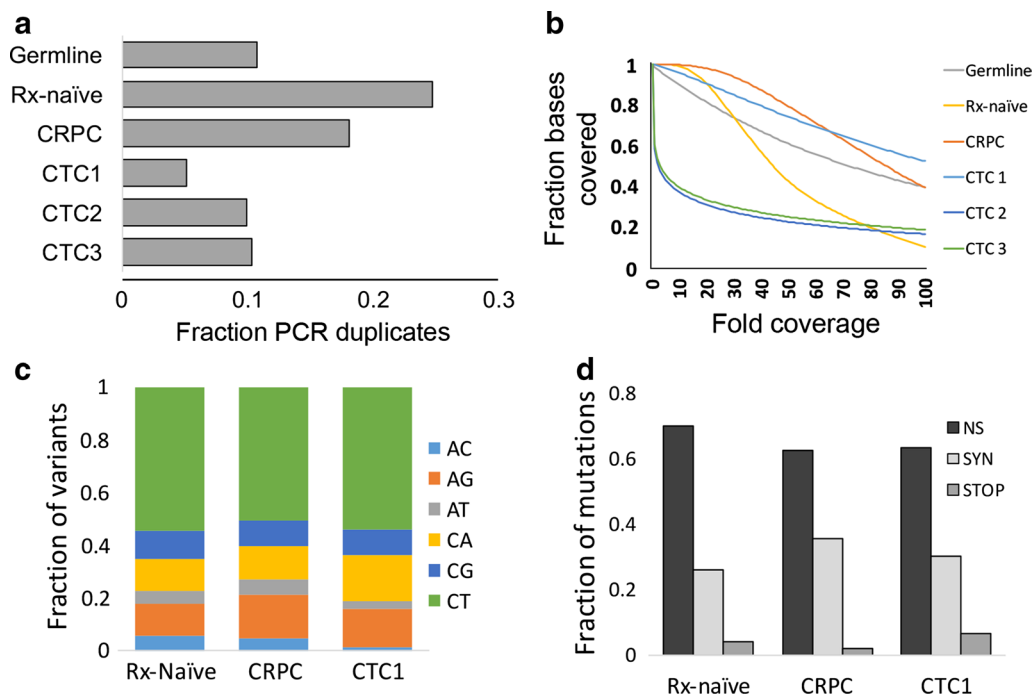 a
Germline
Rx-naïve
CRPC
CTC1
CTC2
CTC3
0
0.1
0.2
0.3
Fraction PCR duplicates
b
Fraction bases
covered
1
0.8
0.6
0.4
0.2
0
0
10
20
30
40
50
60
70
80
90
100
Fold coverage
Germline
Rx-naïve
CRPC
CTC 1
CTC 2
CTC 3
c
Fraction of variants
1
0.8
0.6
0.4
0.2
0
Rx-Naïve
CRPC
CTC1
AC
AG
AT
CA
CG
CT
d
Fraction of mutations
0.8
0.6
0.4
0.2
0
Rx-naïve
CRPC
CTC1
NS
SYN
STOP